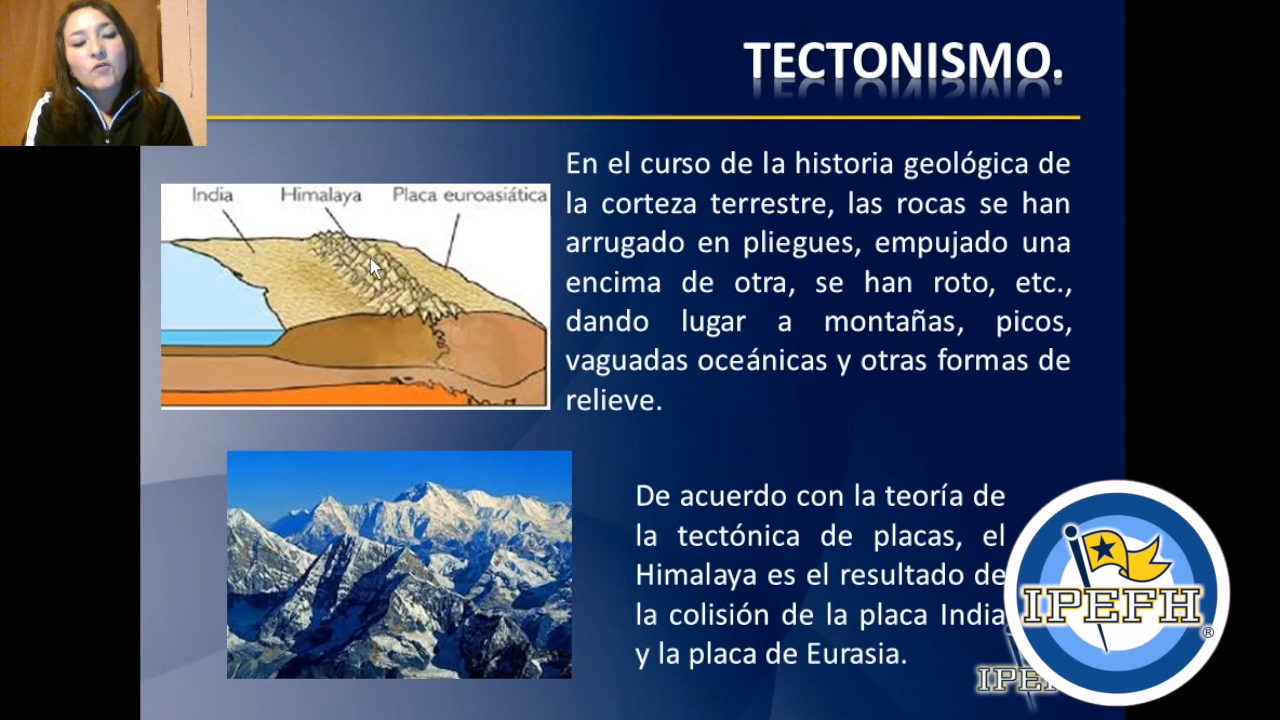 TECTONISMO.
En el curso de la historia geológica de
la corteza terrestre, las rocas se han
arrugado en pliegues, empujado una
encima de otra, se han roto, etc.,
dando lugar a montañas, picos,
vaguadas oceánicas y otras formas de
relieve.
India Himalaya Placa euroasiática
De acuerdo con la teoría de
la tectónica de placas, el
Himalaya es el resultado de
la colisión de la placa India
y la placa de Eurasia.
IPEFH
®